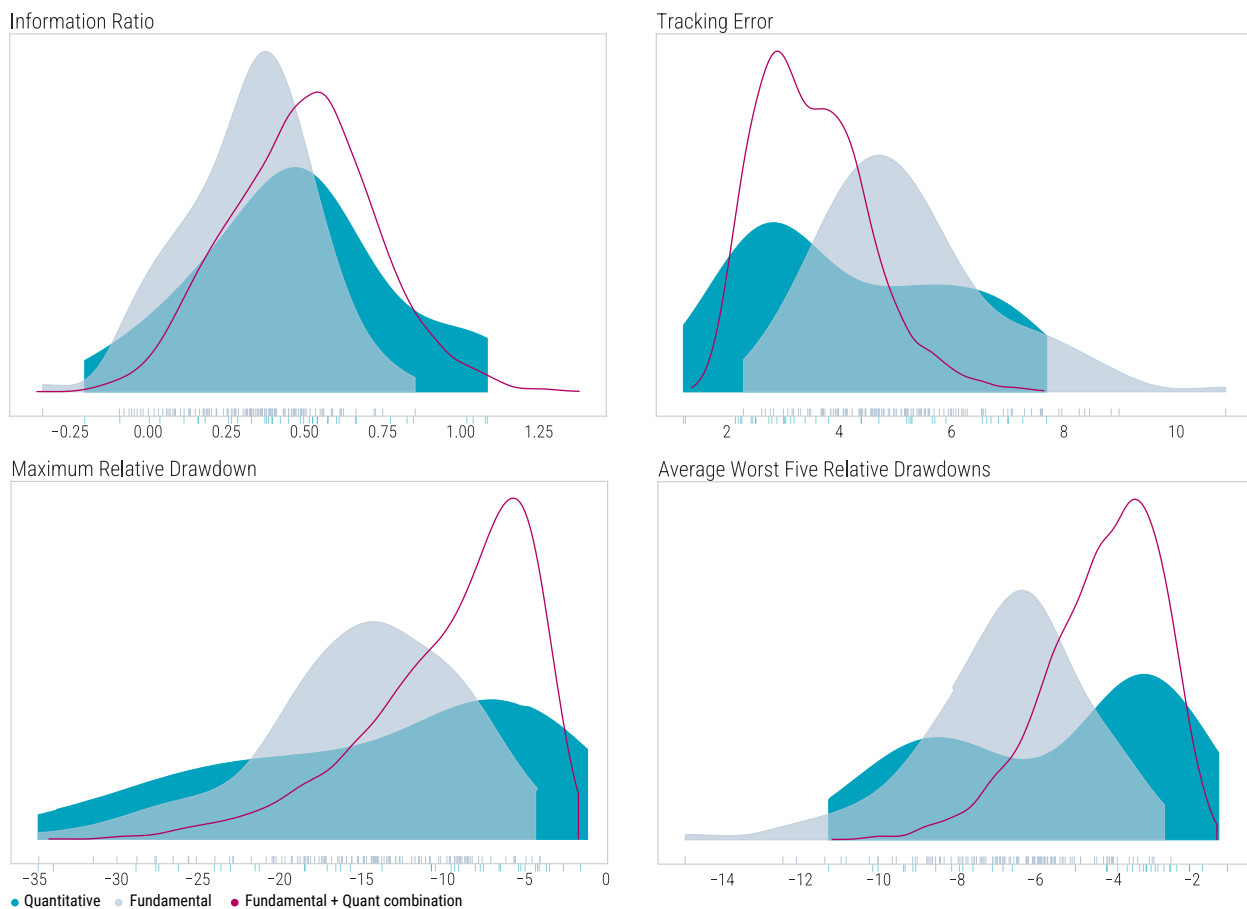 Information Ratio
Tracking Error
−0.25 0.00 0.25 0.50 0.75 1.00 1.25
2 4 6 8 10
Maximum Relative Drawdown
Average Worst Five Relative Drawdowns
−35 −30 −25 −20 −15 −10 −5 0
−14 −12 −10 −8 −6 −4 −2
Quantitative Fundamental Fundamental + Quant combination